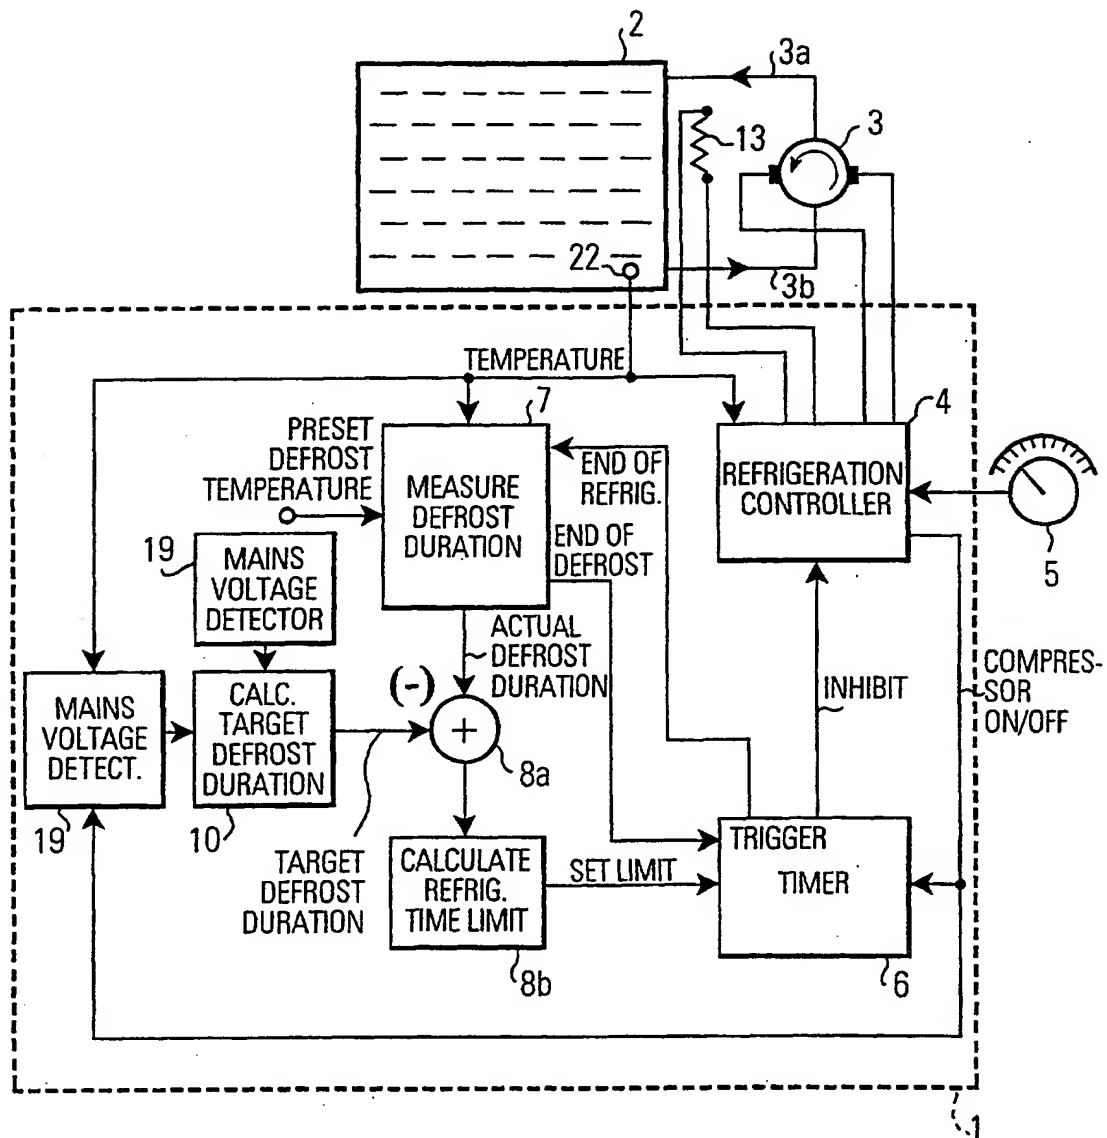 2
3a
3
13
22
3b
TEMPERATURE
7
4
PRESET
DEFROST
TEMPERATURE
MEASURE
DEFROST
DURATION
END OF
REFRIG.
END OF
DEFROST
REFRIGERATION
CONTROLLER
5
19
MAINS
VOLTAGE
DETECTOR
ACTUAL
DEFROST
DURATION
INHIBIT
COMPRES-
SOR
ON/OFF
MAINS
VOLTAGE
DETECT.
19
CALC.
TARGET
DEFROST
DURATION
10
(-)
+
8a
TARGET
DEFROST
DURATION
CALCULATE
REFRIG.
TIME LIMIT
8b
SET LIMIT
TRIGGER
TIMER
6
1